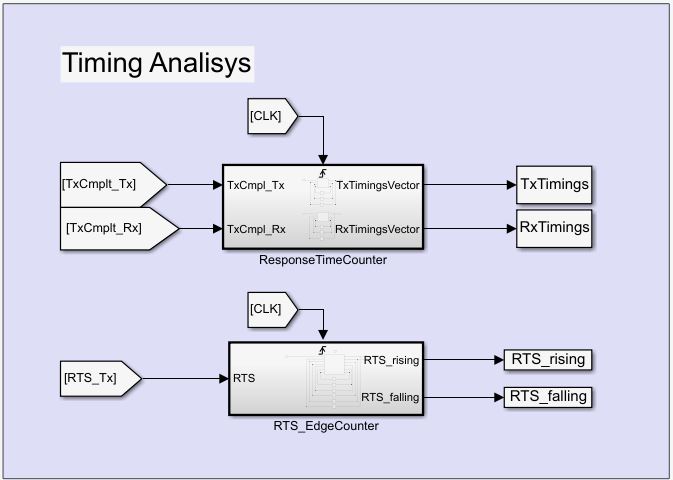 Timing Analisys
[CLK]
[TxCmplt_Tx]
TxCmpl_Tx
TxTimingsVector
TxTimings
[TxCmplt_Rx]
TxCmpl_Rx
RxTimingsVector
RxTimings
ResponseTimeCounter
[CLK]
RTS_rising
RTS_rising
[RTS_Tx]
RTS
RTS_falling
RTS_falling
RTS_EdgeCounter